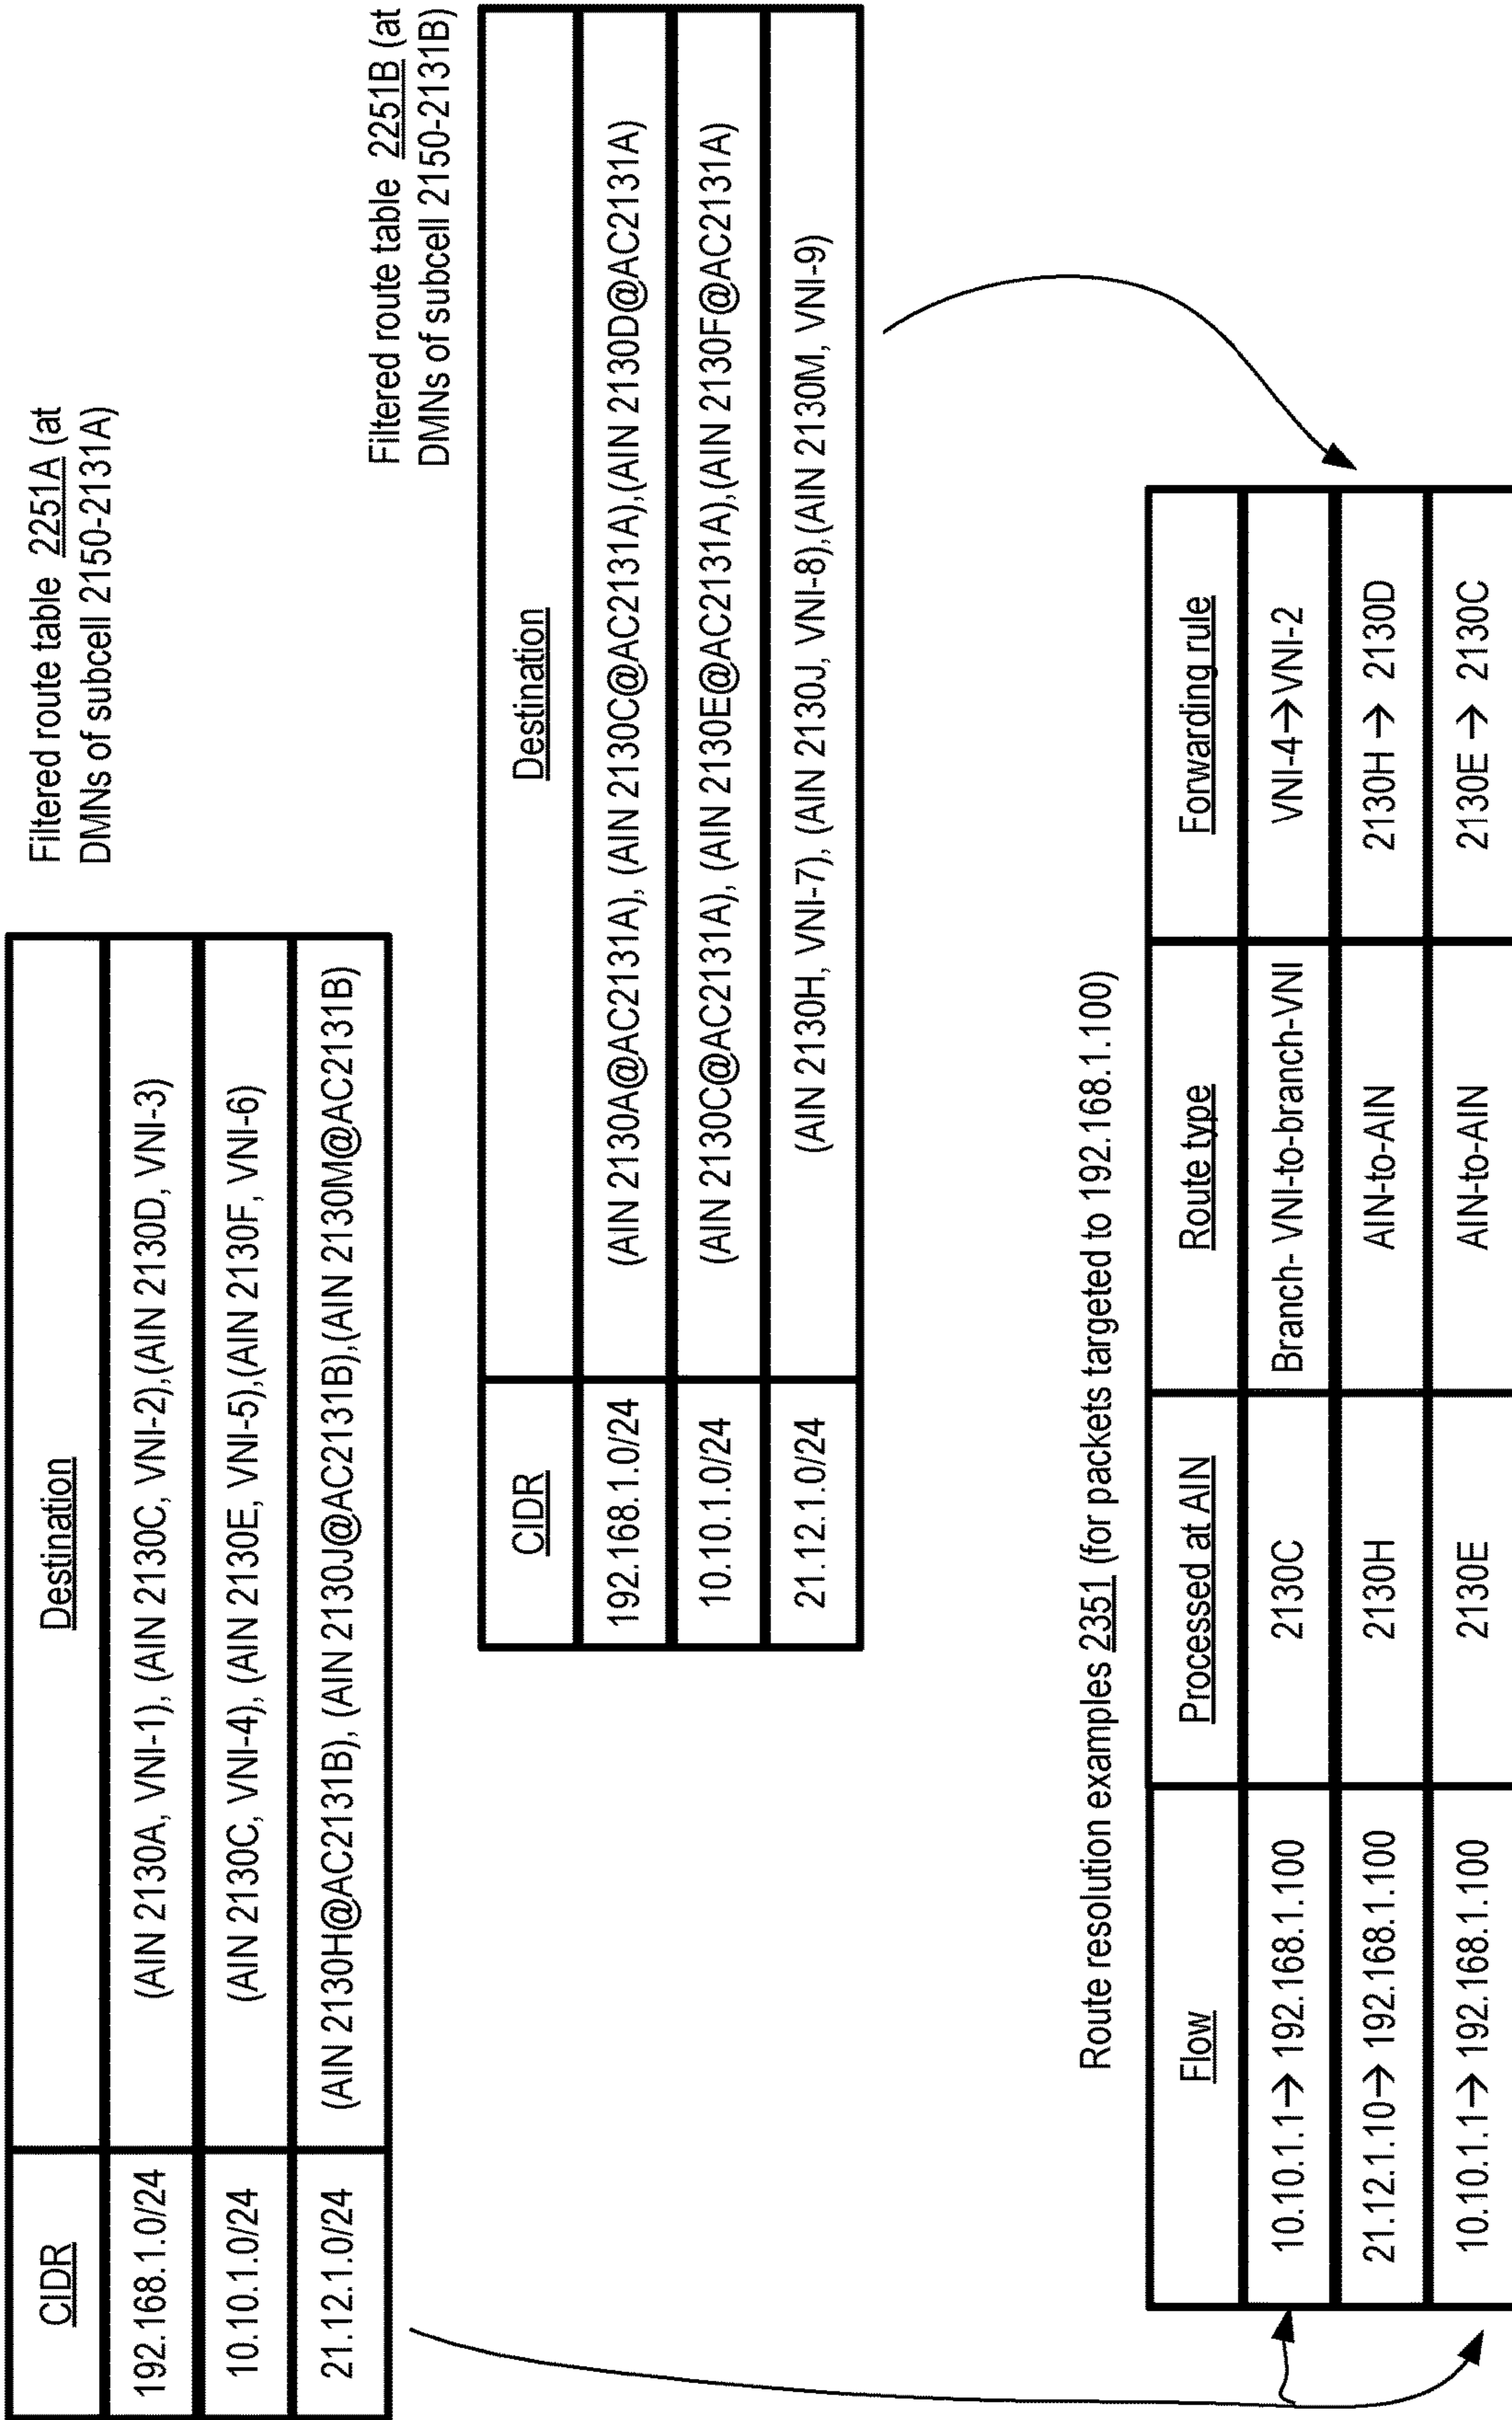 Filtered route table 2251A (at
DMNs of subcell 2150-2131A)
CIDR Destination
192.168.1.0/24 (AIN 2130A, VNI-1), (AIN 2130C, VNI-2),(AIN 2130D, VNI-3)
10.10.1.0/24 (AIN 2130C, VNI-4), (AIN 2130E, VNI-5),(AIN 2130F, VNI-6)
21.12.1.0/24 (AIN 2130H@AC2131B), (AIN 2130J@AC2131B),(AIN 2130M@AC2131B)
Filtered route table 2251B (at
DMNs of subcell 2150-2131B)
CIDR Destination
192.168.1.0/24 (AIN 2130A@AC2131A), (AIN 2130C@AC2131A),(AIN 2130D@AC2131A)
10.10.1.0/24 (AIN 2130C@AC2131A), (AIN 2130E@AC2131A),(AIN 2130F@AC2131A)
21.12.1.0/24 (AIN 2130H, VNI-7), (AIN 2130J, VNI-8),(AIN 2130M, VNI-9)
Route resolution examples 2351 (for packets targeted to 192.168.1.100)
Flow Processed at AIN Route type Forwarding rule
10.10.1.1→ 192.168.1.100 2130C Branch- VNI-to-branch-VNI VNI-4→VNI-2
21.12.1.10→ 192.168.1.100 2130H AIN-to-AIN 2130H → 2130D
10.10.1.1→ 192.168.1.100 2130E AIN-to-AIN 2130E → 2130C